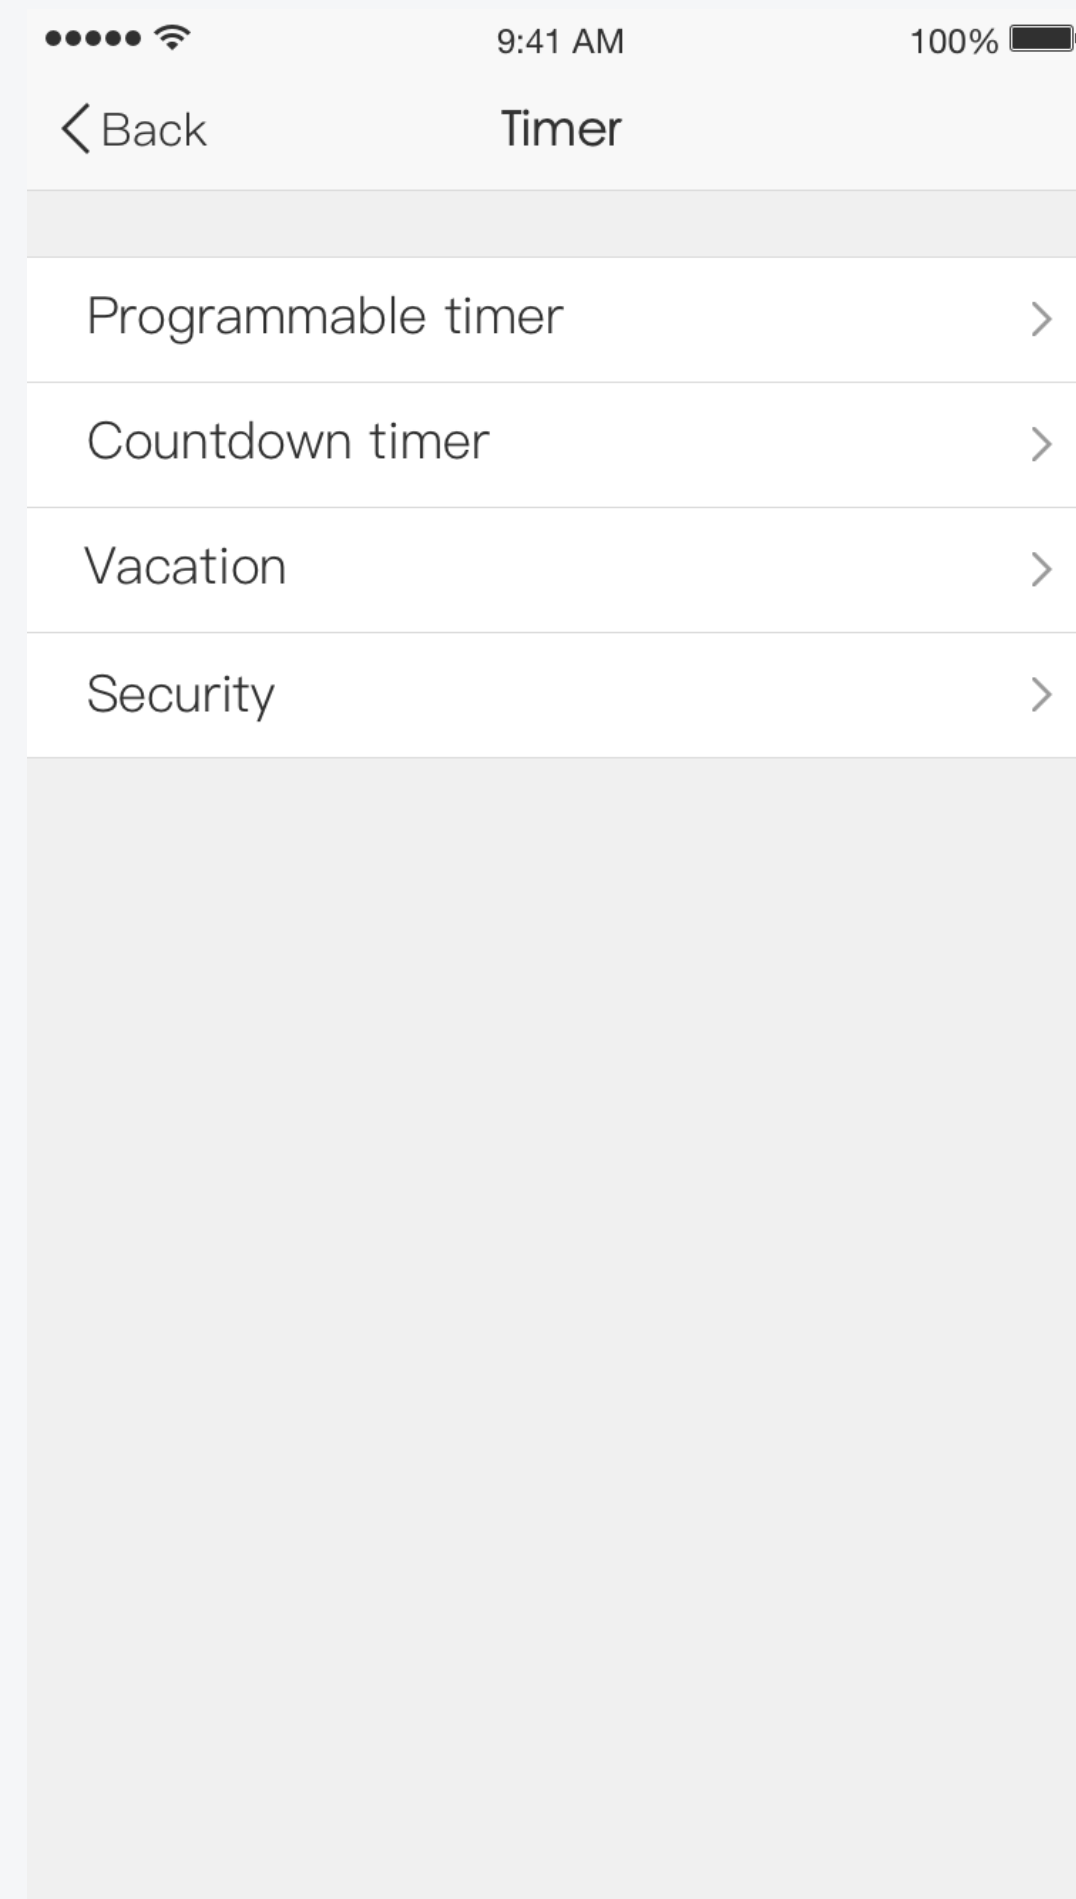 9:41 AM
100%
Back
Timer
Programmable timer
Countdown timer
Vacation
Security